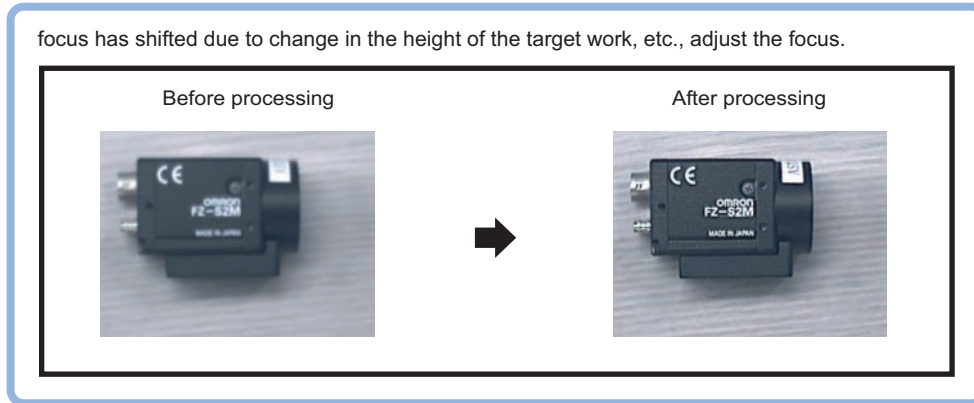 focus has shifted due to change in the height of the target work, etc., adjust the focus.
Before processing
After processing
CE
OMRON
FZ-S2M
MADE IN JAPAN
CE
OMRON
FZ-S2M
MADE IN JAPAN